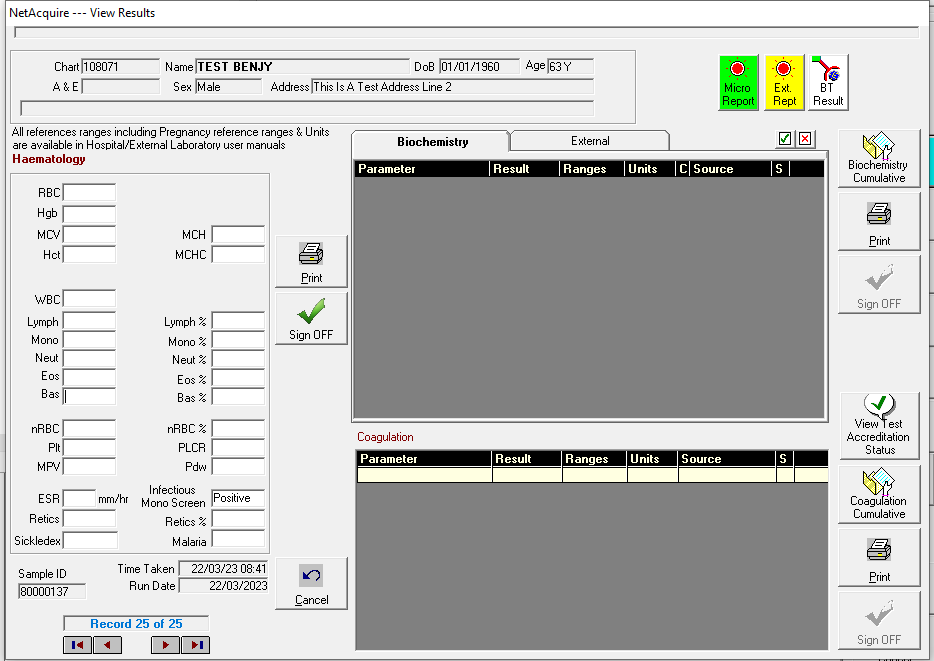 NetAcquire --- View Results
Chart 108071 Name TEST BENJY DoB 01/01/1960 Age 63 Y
A & E Sex Male Address This Is A Test Address Line 2
Micro Report
Ext. Rept
BT Result
All references ranges including Pregnancy reference ranges & Units
are available in Hospital/External Laboratory user manuals
Haematology
RBC
Hgb
MCV MCH
Hct MCHC
WBC
Lymph Lymph %
Mono Mono %
Neut Neut %
Eos Eos %
Bas Bas %
nRBC nRBC %
Plt PLCR
MPV Pdw
ESR mm/hr Infectious Mono Screen Positive
Retics Retics %
Sickledex Malaria
Sample ID
80000137
Time Taken 22/03/23 08:41
Run Date 22/03/2023
Record 25 of 25
Print
Sign OFF
Cancel
Biochemistry External
Parameter Result Ranges Units C Source S
Coagulation
Parameter Result Ranges Units Source S
Biochemistry
Cumulative
Print
Sign OFF
View Test
Accreditation
Status
Coagulation
Cumulative
Print
Sign OFF